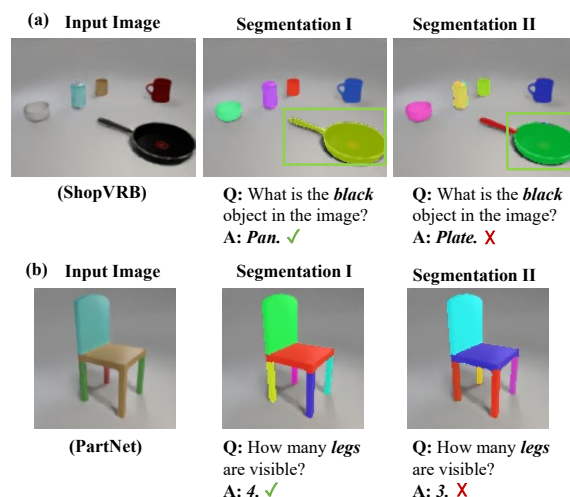 (a) Input Image Segmentation I Segmentation II
(ShopVRB)
Q: What is the black
object in the image?
A: Pan. ✓
Q: What is the black
object in the image?
A: Plate. X
(b) Input Image Segmentation I Segmentation II
(PartNet)
Q: How many legs
are visible?
A: 4. ✓
Q: How many legs
are visible?
A: 3. X